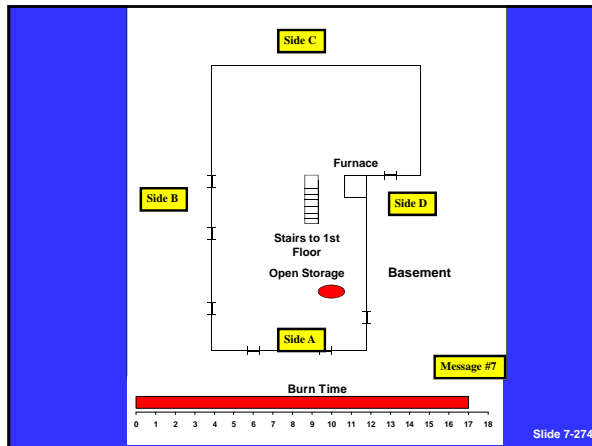 Side C
Furnace
Side B
Side D
Stairs to 1st
Floor
Open Storage
Basement
Side A
Message #7
Burn Time
0 1 2 3 4 5 6 7 8 9 10 11 12 13 14 15 16 17 18
Slide 7-274